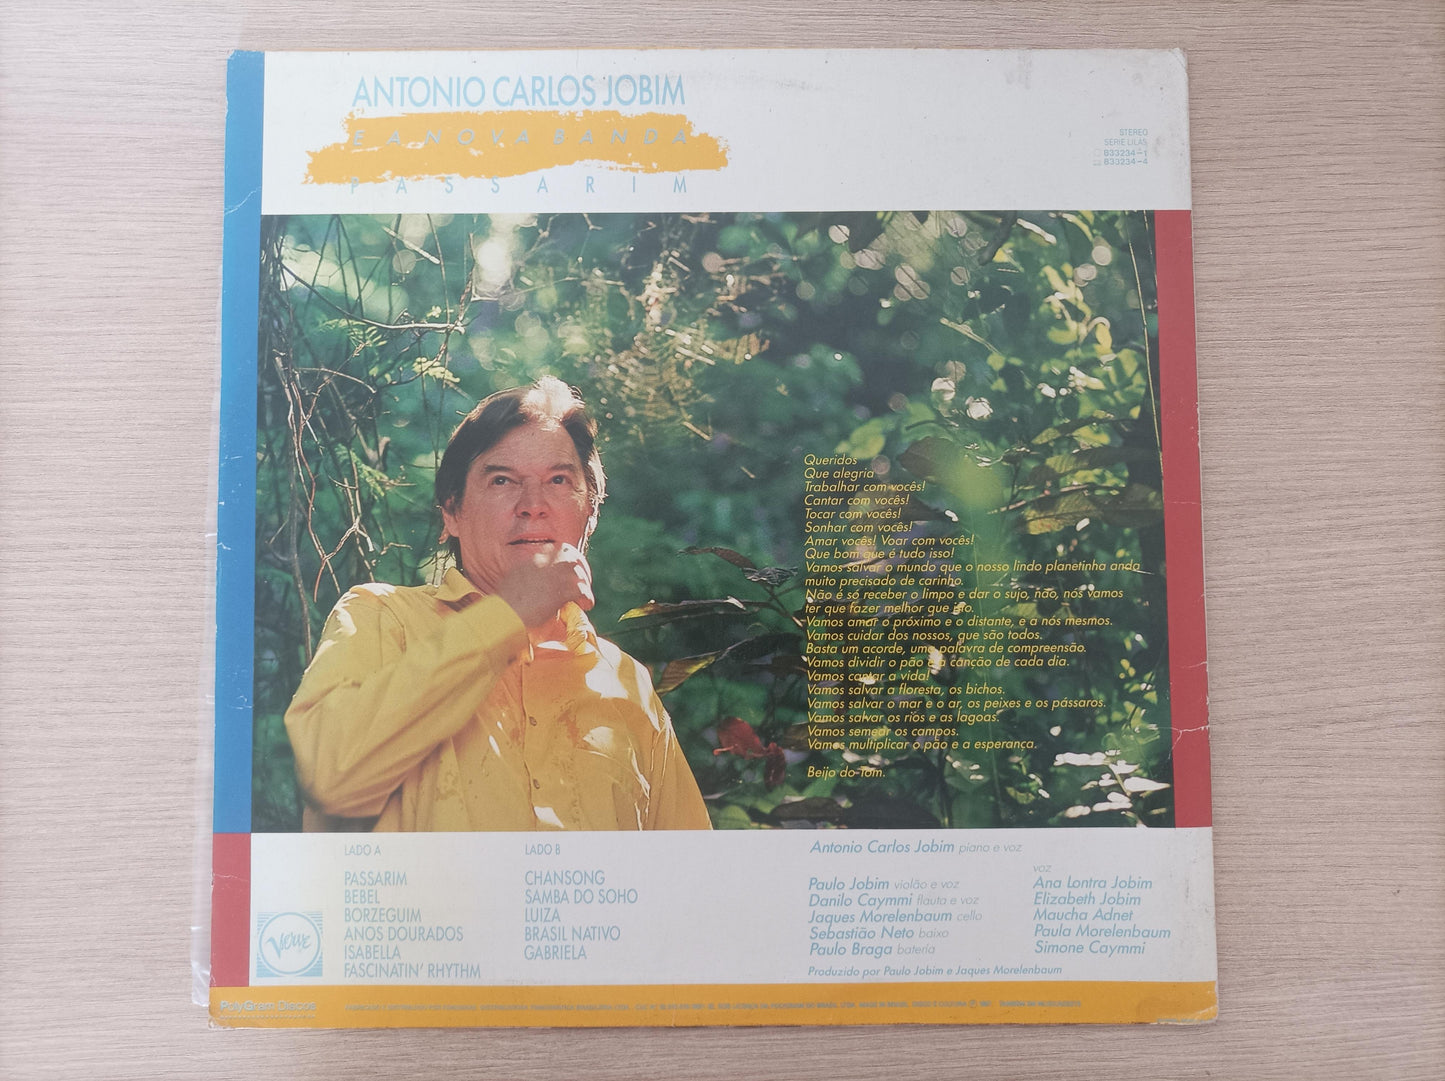 ANTONIO CARLOS JOBIM
E A NOVA BANDA
PASSARIM
STEREO
SÉRIE LILÁS
833234-1
833234-4
Queridos
Que alegria
Trabalhar com vocês!
Cantar com vocês!
Tocar com vocês!
Sonhar com vocês!
Amar vocês! Voar com vocês!
Que bom que é tudo isso!
Vamos salvar o mundo que o nosso lindo planetinha anda
muito precisado de carinho.
Não é só receber o limpo e dar o sujo, não, nós vamos
ter que fazer melhor que isto.
Vamos amar o próximo e o distante, e a nós mesmos.
Vamos cuidar dos nossos, que são todos.
Basta um acorde, uma palavra de compreensão.
Vamos dividir o pão e a canção de cada dia.
Vamos cantar a vida!
Vamos salvar a floresta, os bichos.
Vamos salvar o mar e o ar, os peixes e os pássaros.
Vamos salvar os rios e as lagoas.
Vamos semear os campos.
Vamos multiplicar o pão e a esperança.
Beijo do Tom.
LADO A
PASSARIM
BEBEL
BORZEGUIM
ANOS DOURADOS
ISABELLA
FASCINATIN' RHYTHM
LADO B
CHANSONG
SAMBA DO SOHO
LUIZA
BRASIL NATIVO
GABRIELA
Antonio Carlos Jobim piano e voz
Paulo Jobim violão e voz
Danilo Caymmi flauta e voz
Jaques Morelenbaum cello
Sebastião Neto baixo
Paulo Braga bateria
voz
Ana Lontra Jobim
Elizabeth Jobim
Maucha Adnet
Paula Morelenbaum
Simone Caymmi
Produzido por Paulo Jobim e Jaques Morelenbaum
Verve
PolyGram Discos